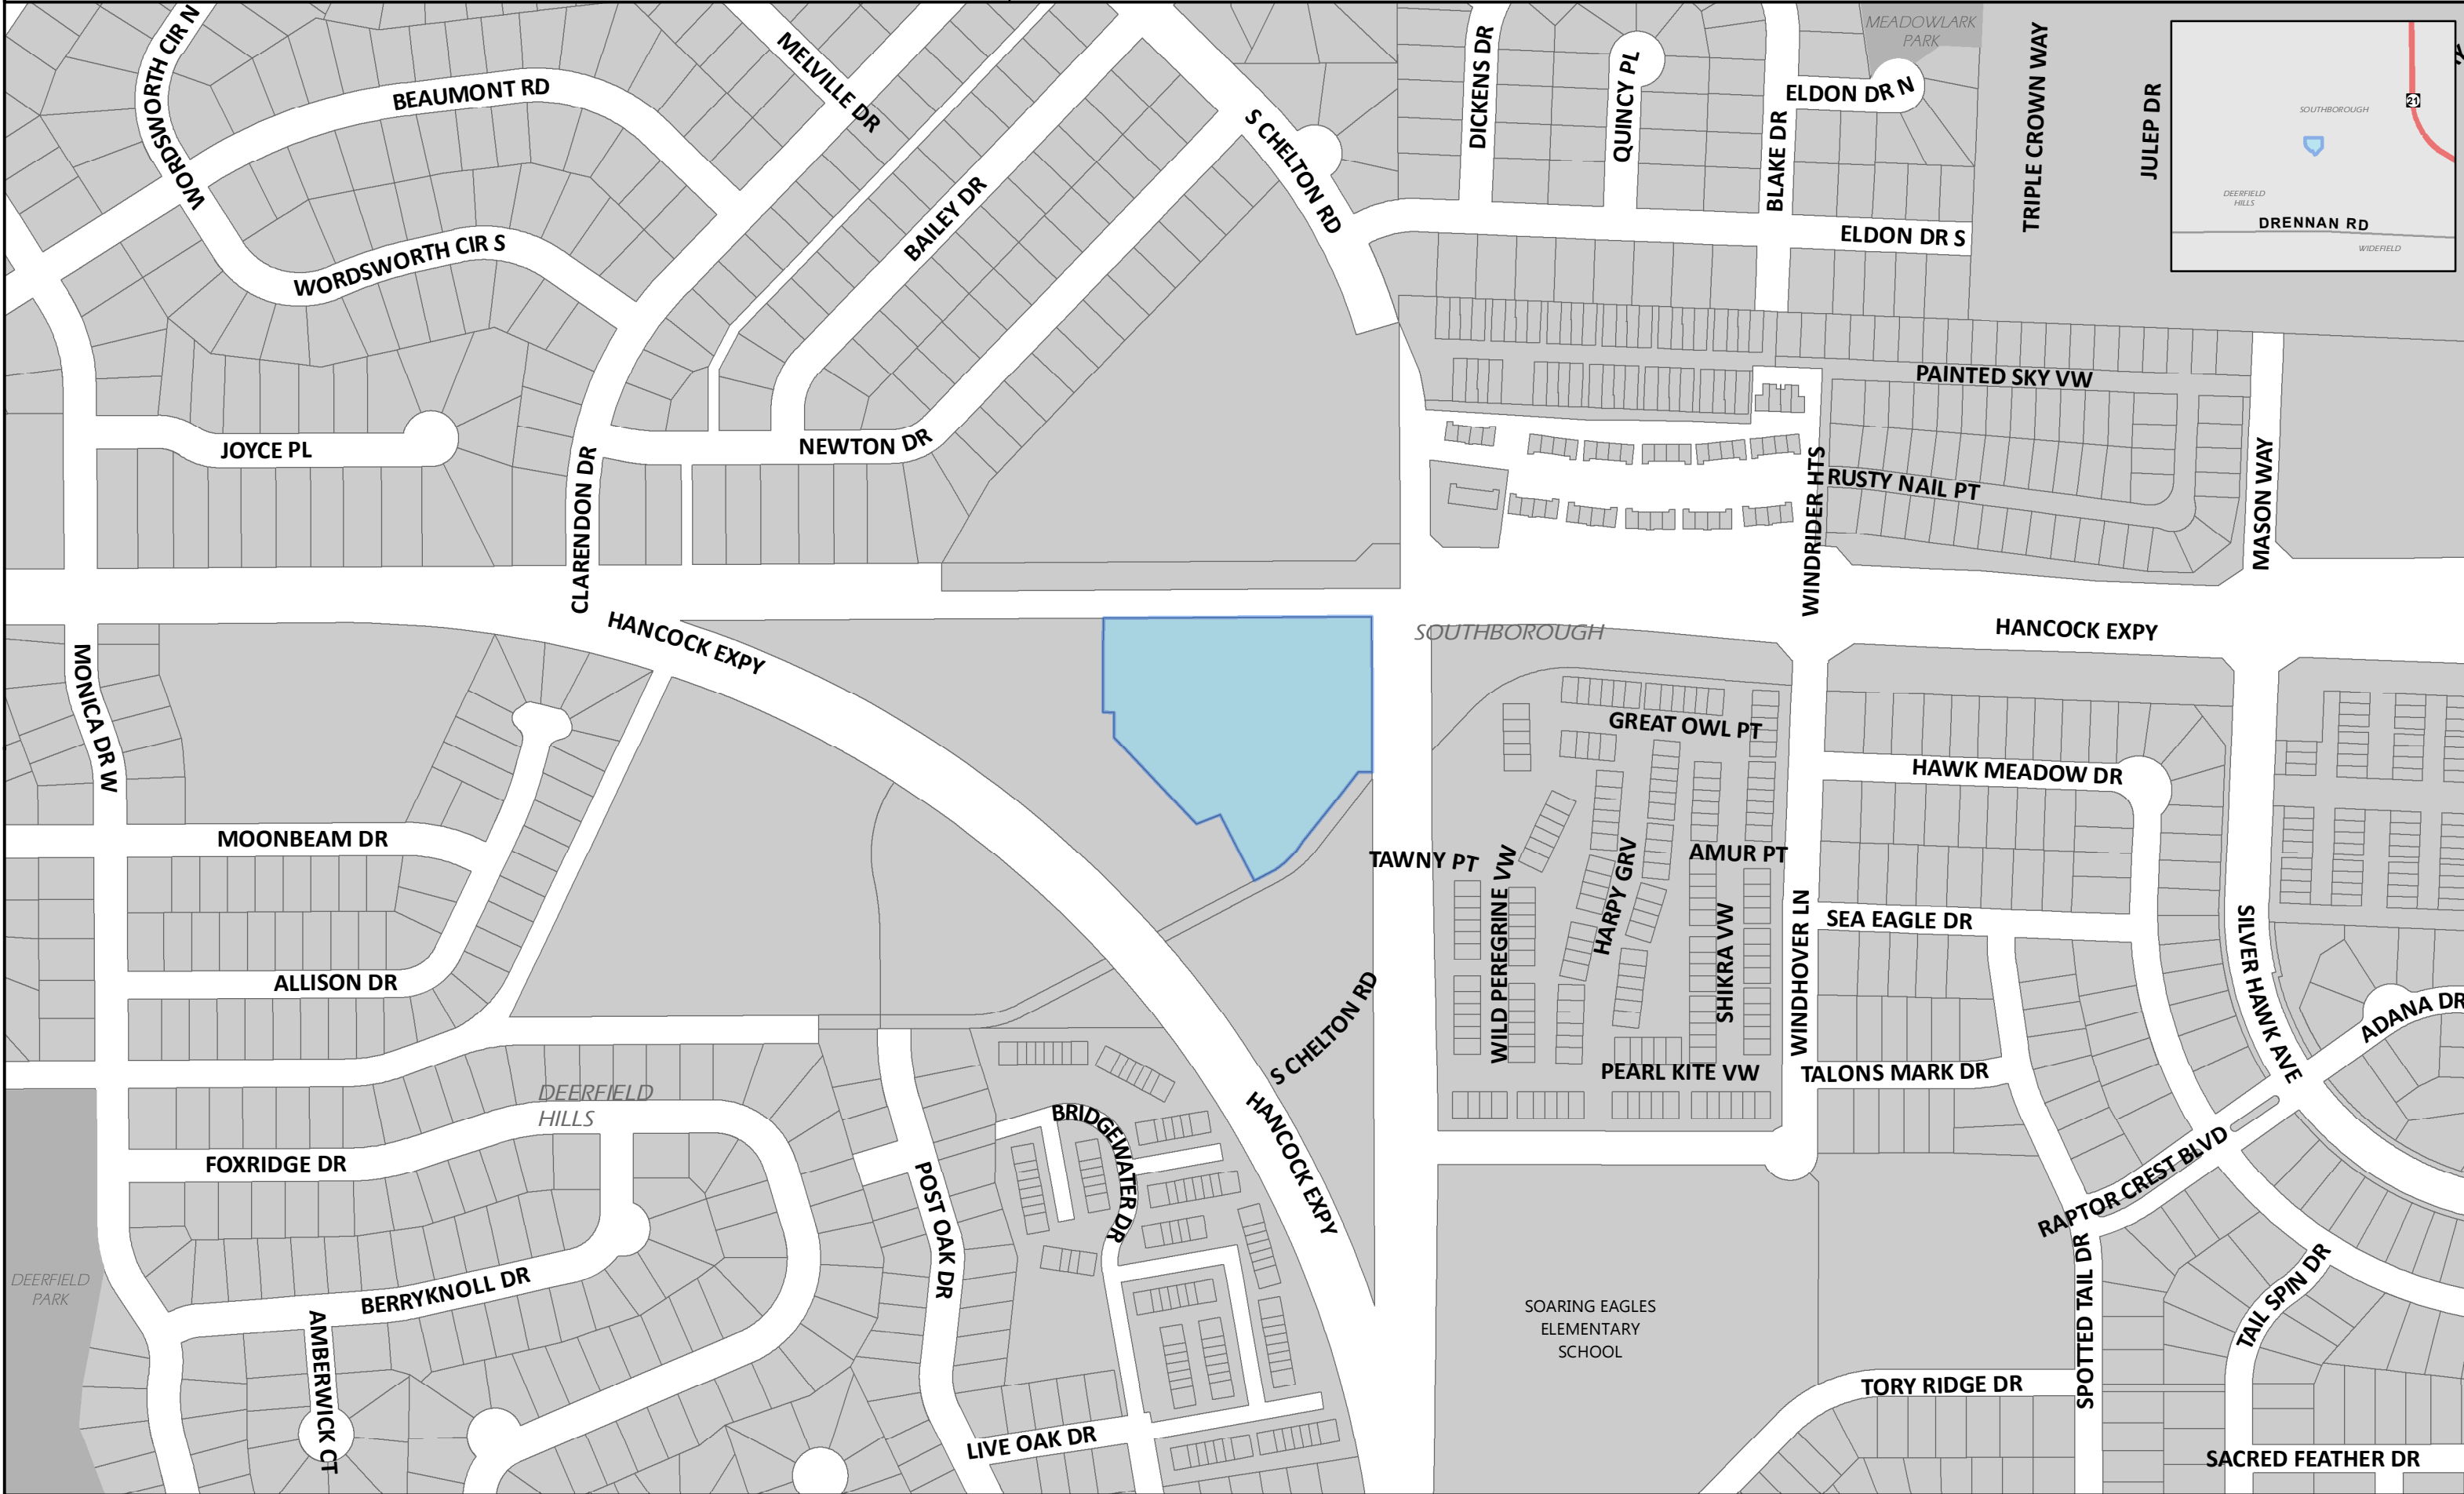 WORDSWORTH CIR N
BEAUMONT RD
MELVILLE DR
S CHELTON RD
DICKENS DR
QUINCY PL
BLAKE DR
MEADOWLARK
PARK
ELDON DR N
TRIPLE CROWN WAY
JULEP DR
21
SOUTHBOROUGH
DEERFIELD
HILLS
DRENNAN RD
WIDEFIELD
WORDSWORTH CIR S
BAILEY DR
ELDON DR S
PAINTED SKY VW
JOYCE PL
CLARENDON DR
NEWTON DR
WINDRIDER HTS
RUSTY NAIL PT
MASON WAY
HANCOCK EXPY
SOUTHBOROUGH
HANCOCK EXPY
MONICA DR W
GREAT OWL PT
HAWK MEADOW DR
MOONBEAM DR
TAWNY PT
WILD PEREGRINE VW
HARPY GRV
AMUR PT
SHIKRA VW
WINDHOVER LN
SEA EAGLE DR
SILVER HAWK AVE
ADANA DR
ALLISON DR
S CHELTON RD
PEARL KITE VW
TALONS MARK DR
DEERFIELD
HILLS
BRIDGEWATER DR
HANCOCK EXPY
FOXRIDGE DR
POST OAK DR
RAPTOR CREST BLVD
DEERFIELD
PARK
BERRYKNOLL DR
AMBERWICK CT
SOARING EAGLES
ELEMENTARY
SCHOOL
SPOTTED TAIL DR
TAIL SPIN DR
TORY RIDGE DR
LIVE OAK DR
SACRED FEATHER DR